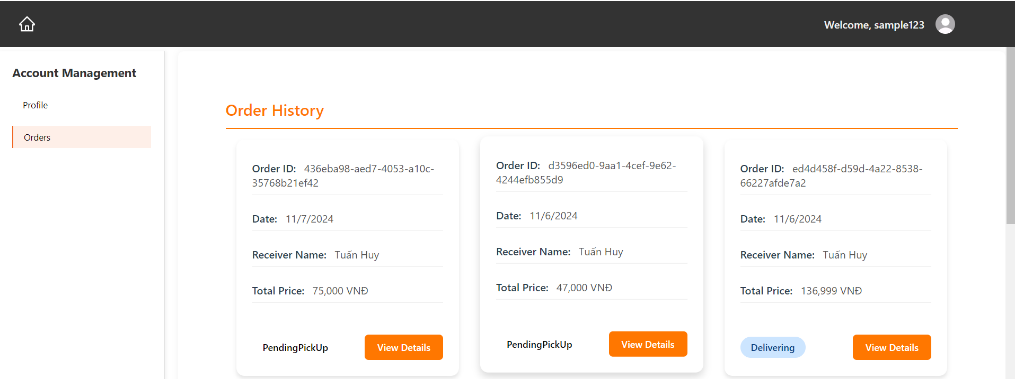 Welcome, sample123
Account Management
Profile
Orders
Order History
Order ID: 436eba98-aed7-4053-a10c-
35768b21ef42
Date: 11/7/2024
Receiver Name: Tuấn Huy
Total Price: 75,000 VNĐ
PendingPickUp View Details
Order ID: d3596ed0-9aa1-4cef-9e62-
4244efb855d9
Date: 11/6/2024
Receiver Name: Tuấn Huy
Total Price: 47,000 VNĐ
PendingPickUp View Details
Order ID: ed4d458f-d59d-4a22-8538-
66227afde7a2
Date: 11/6/2024
Receiver Name: Tuấn Huy
Total Price: 136,999 VNĐ
Delivering View Details